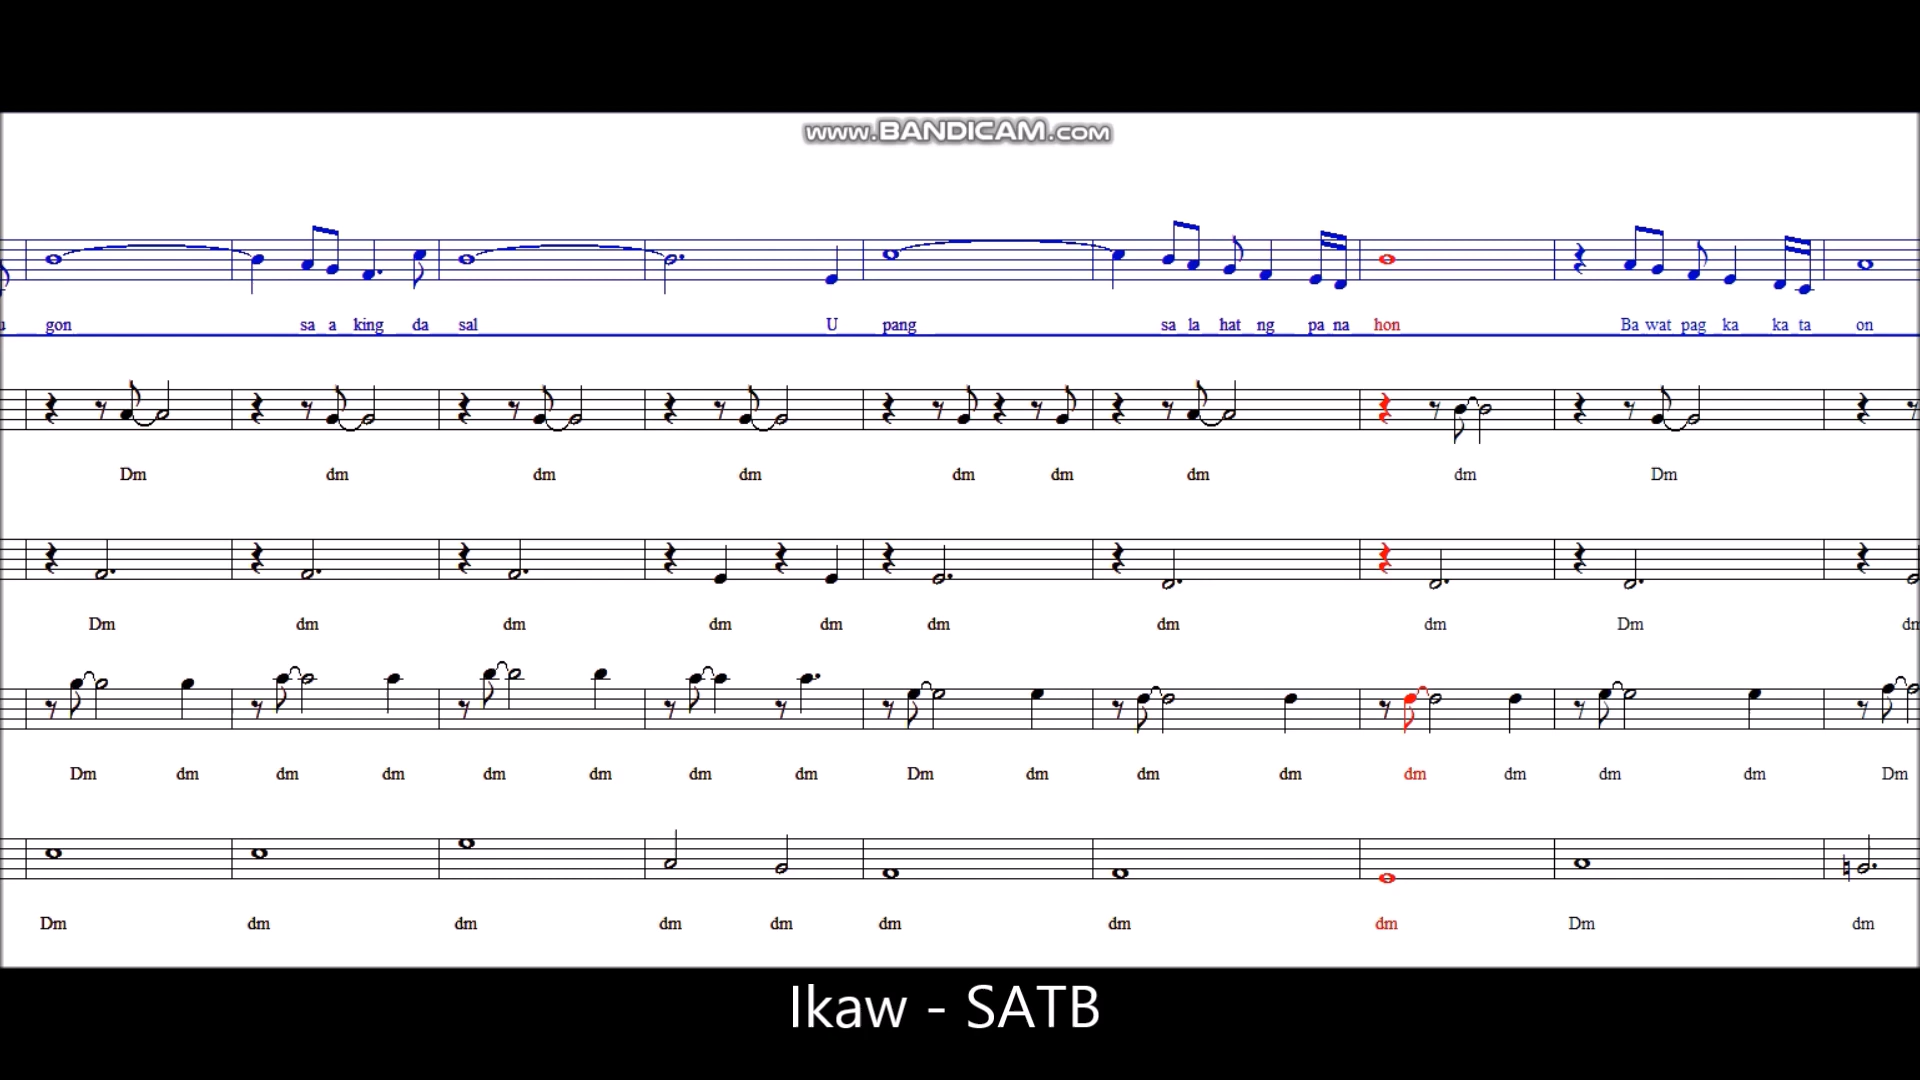 www.BANDICAM.com
gon sa a king da sal U pang sa la hat ng pa na hon Ba wat pag ka ka ta on
Dm dm dm dm dm dm dm dm Dm
Dm dm dm dm dm dm dm dm Dm
Dm dm dm dm dm dm dm dm Dm dm dm dm dm dm dm dm Dm
Dm dm dm dm dm dm dm dm Dm dm
Ikaw - SATB